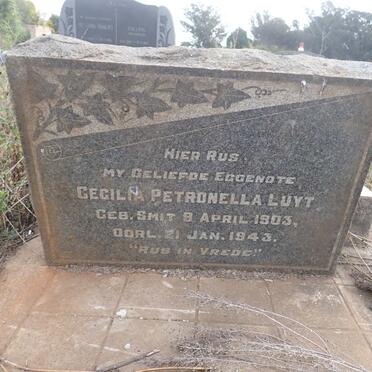 HIER RUS
MY GELIEFDE EGGENOTE
CECILIA PETRONELLA LUYT
GEB. SMIT 9 APRIL 1903,
OORL. 21 JAN. 1943.
"RUS IN VREDE"